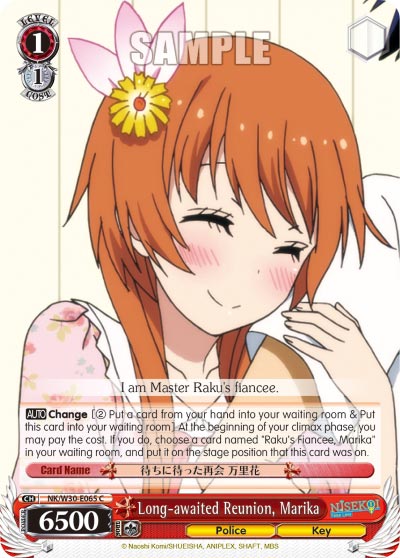 LEVEL
1
1
COST
SAMPLE
I am Master Raku's fiancee.
AUTO Change [② Put a card from your hand into your waiting room & Put
this card into your waiting room] At the beginning of your climax phase, you
may pay the cost. If you do, choose a card named "Raku's Fiancee, Marika"
in your waiting room, and put it on the stage position that this card was on.
Card Name 待ちに待った再会 万里花
CH NK/W30-E065 C
Long-awaited Reunion, Marika
NISEKOI
6500
Police Key
© Naoshi Komi/SHUEISHA, ANIPLEX, SHAFT, MBS